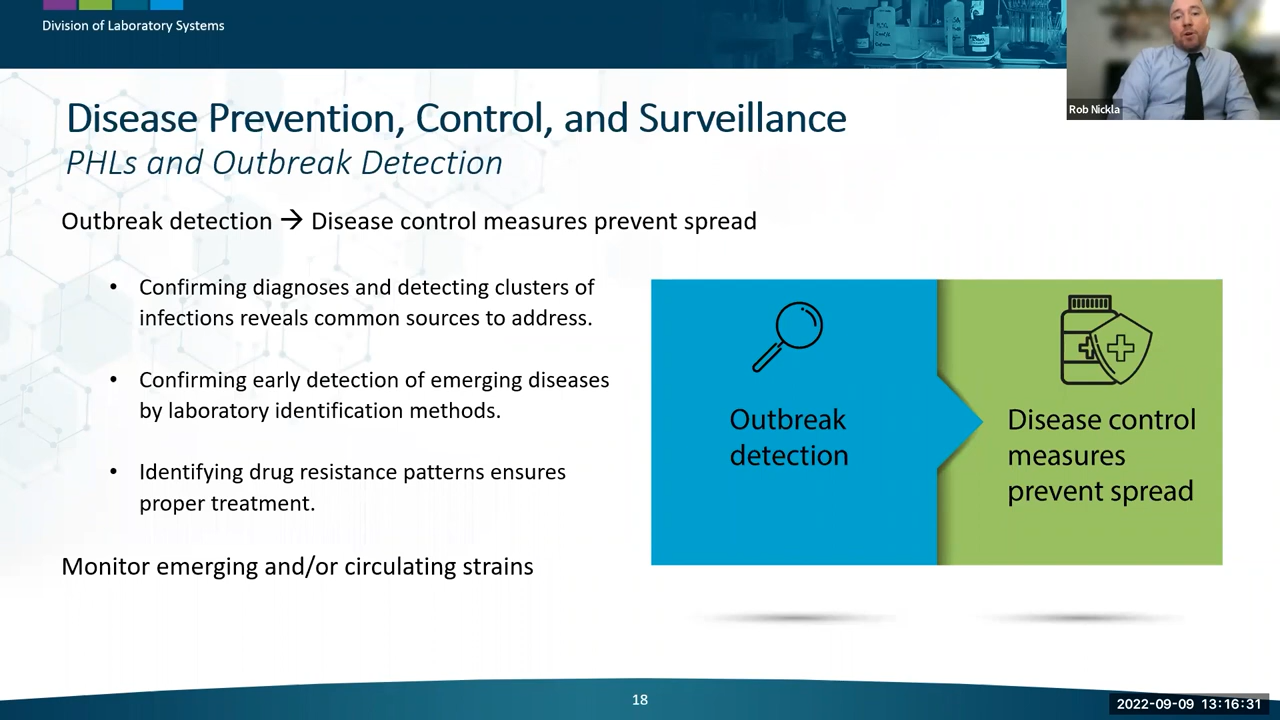 Division of Laboratory Systems
Rob Nickla
Disease Prevention, Control, and Surveillance
PHLs and Outbreak Detection
Outbreak detection → Disease control measures prevent spread
• Confirming diagnoses and detecting clusters of
infections reveals common sources to address.
• Confirming early detection of emerging diseases
by laboratory identification methods.
• Identifying drug resistance patterns ensures
proper treatment.
Monitor emerging and/or circulating strains
Outbreak
detection
Disease control
measures
prevent spread
18
2022-09-09 13:16:31